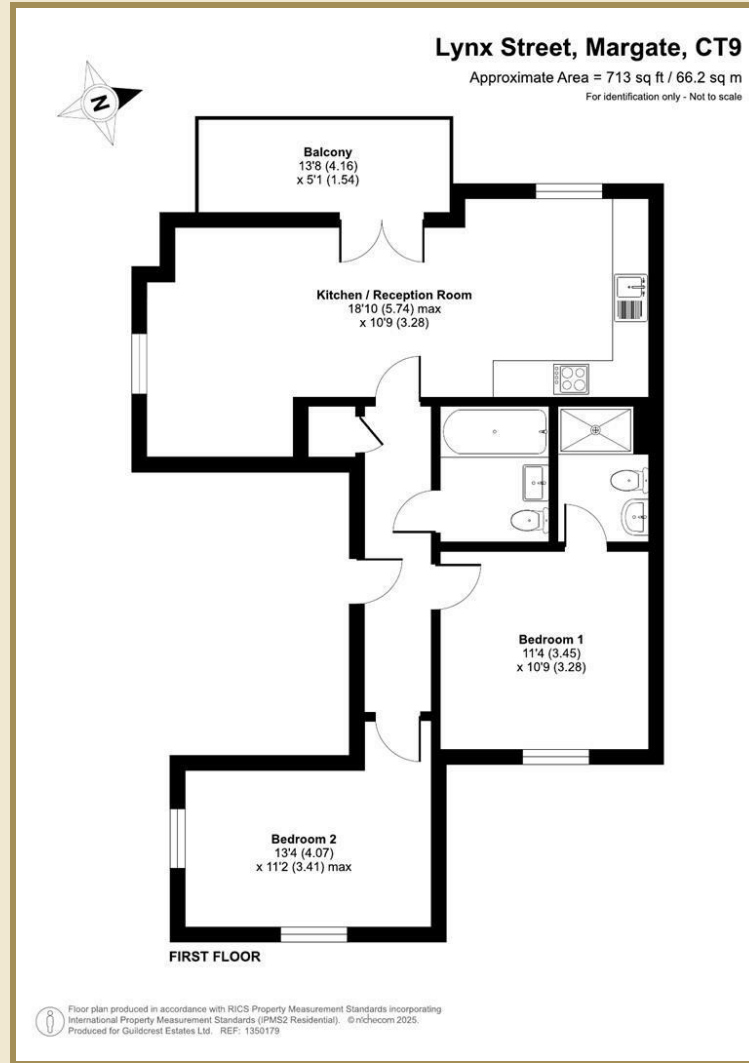 Lynx Street, Margate, CT9
Approximate Area = 713 sq ft / 66.2 sq m
For identification only - Not to scale
N
Balcony
13'8 (4.16)
x 5'1 (1.54)
Kitchen / Reception Room
18'10 (5.74) max
x 10'9 (3.28)
Bedroom 1
11'4 (3.45)
x 10'9 (3.28)
Bedroom 2
13'4 (4.07)
x 11'2 (3.41) max
FIRST FLOOR
Floor plan produced in accordance with RICS Property Measurement Standards incorporating
International Property Measurement Standards (IPMS2 Residential). © nichecom 2025.
Produced for Guildcrest Estates Ltd. REF: 1350179